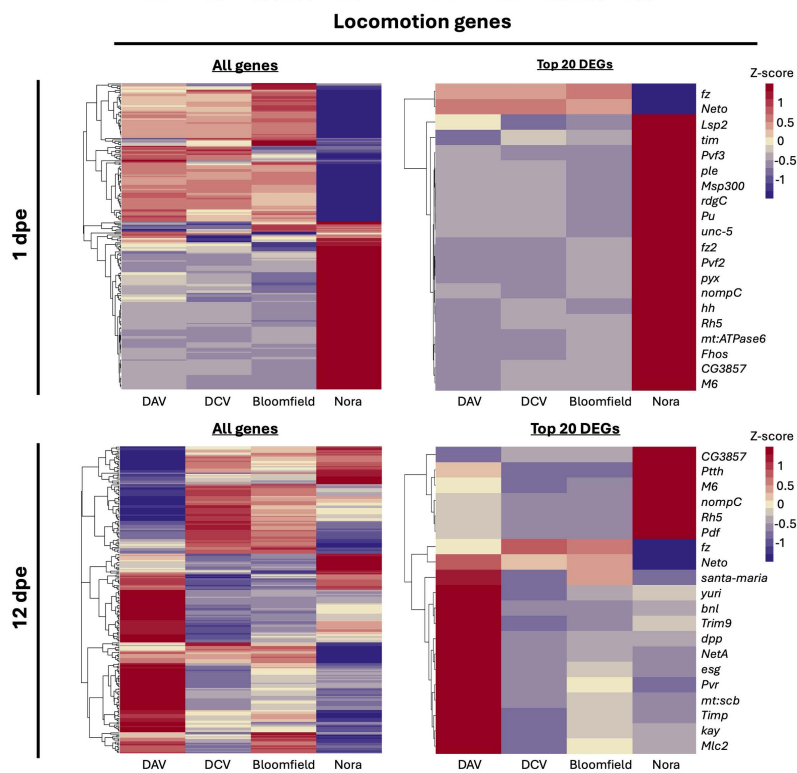 Locomotion genes
All genes
Top 20 DEGs
1 dpe
Z-score
1
0.5
0
-0.5
-1
fz
Neto
Lsp2
tim
Pvf3
ple
Msp300
rdgC
Pu
unc-5
fz2
Pvf2
pyx
nompC
hh
Rh5
mt:ATPase6
Fhos
CG3857
M6
DAV DCV Bloomfield Nora
DAV DCV Bloomfield Nora
All genes
Top 20 DEGs
12 dpe
Z-score
1
0.5
0
-0.5
-1
CG3857
Ptth
M6
nompC
Rh5
Pdf
fz
Neto
santa-maria
yuri
bnl
Trim9
dpp
NetA
esg
Pvr
mt:scb
Timp
kay
Mlc2
DAV DCV Bloomfield Nora
DAV DCV Bloomfield Nora